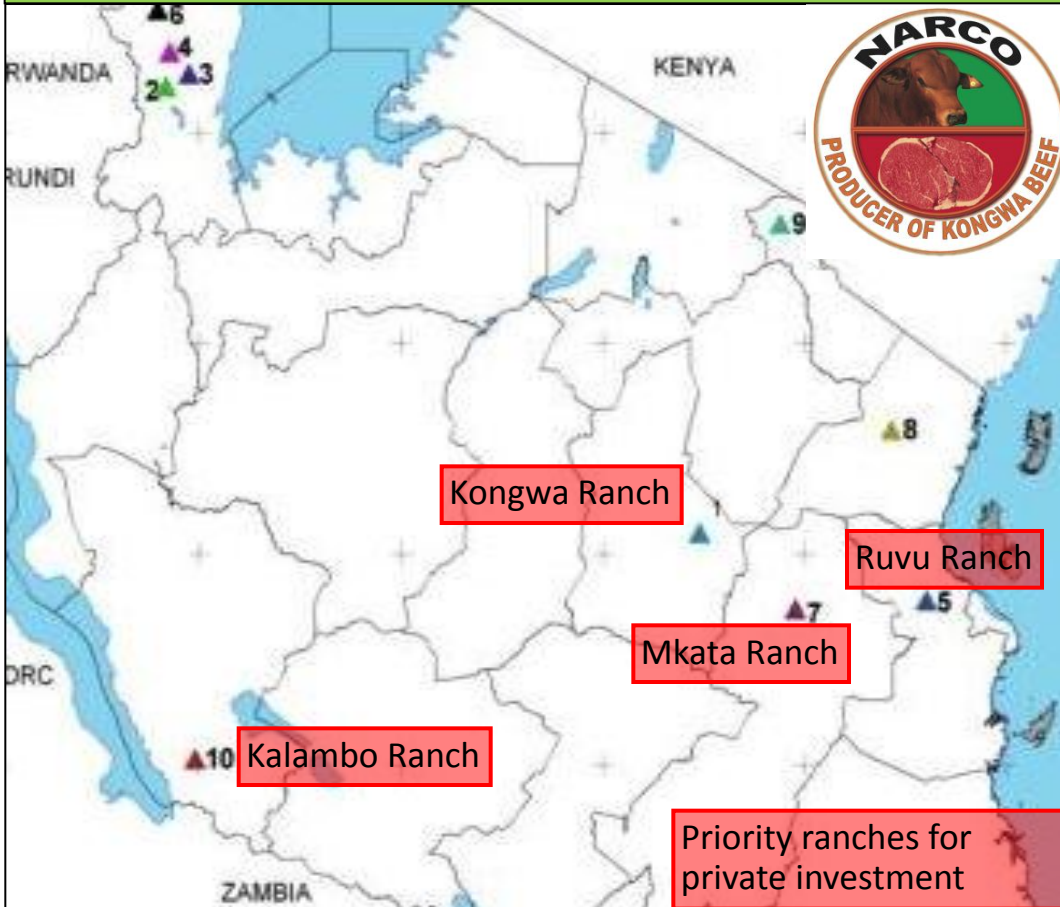 6
4
RWANDA
3
2
KENYA
NARCO
PRODUCER OF KONGWA BEEF
RUNDI
9
8
Kongwa Ranch
1
Ruvu Ranch
5
7
Mkata Ranch
DRC
10
Kalambo Ranch
Priority ranches for
private investment
ZAMBIA